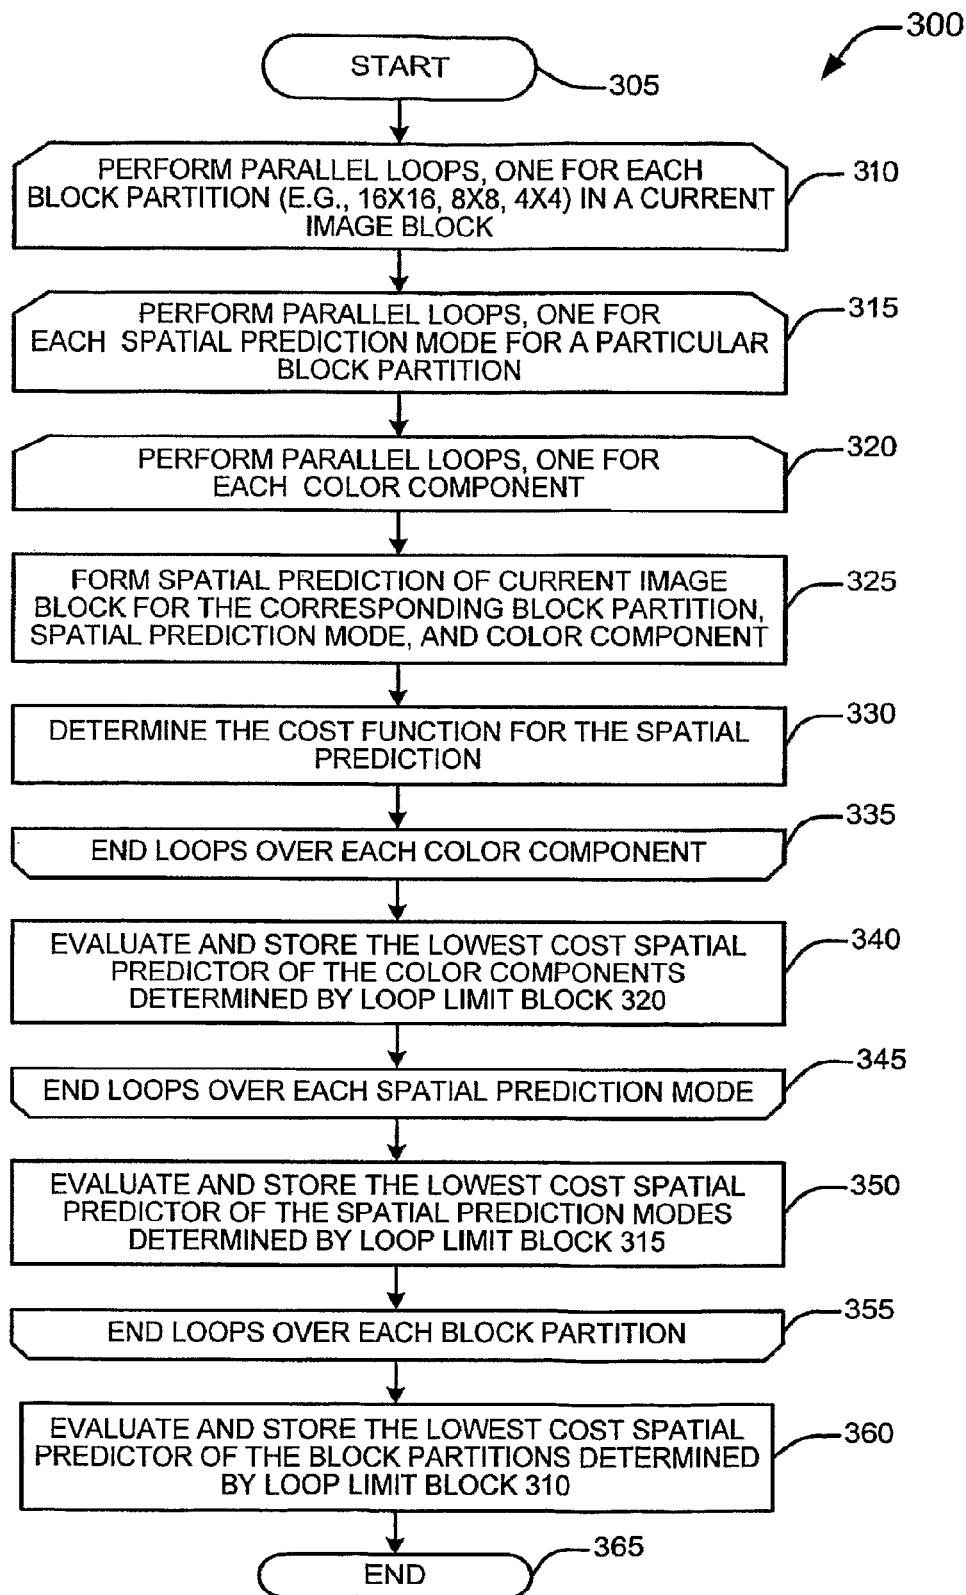 300
START
305
PERFORM PARALLEL LOOPS, ONE FOR EACH
BLOCK PARTITION (E.G., 16X16, 8X8, 4X4) IN A CURRENT
IMAGE BLOCK
310
PERFORM PARALLEL LOOPS, ONE FOR
EACH SPATIAL PREDICTION MODE FOR A PARTICULAR
BLOCK PARTITION
315
PERFORM PARALLEL LOOPS, ONE FOR
EACH COLOR COMPONENT
320
FORM SPATIAL PREDICTION OF CURRENT IMAGE
BLOCK FOR THE CORRESPONDING BLOCK PARTITION,
SPATIAL PREDICTION MODE, AND COLOR COMPONENT
325
DETERMINE THE COST FUNCTION FOR THE SPATIAL
PREDICTION
330
END LOOPS OVER EACH COLOR COMPONENT
335
EVALUATE AND STORE THE LOWEST COST SPATIAL
PREDICTOR OF THE COLOR COMPONENTS
DETERMINED BY LOOP LIMIT BLOCK 320
340
END LOOPS OVER EACH SPATIAL PREDICTION MODE
345
EVALUATE AND STORE THE LOWEST COST SPATIAL
PREDICTOR OF THE SPATIAL PREDICTION MODES
DETERMINED BY LOOP LIMIT BLOCK 315
350
END LOOPS OVER EACH BLOCK PARTITION
355
EVALUATE AND STORE THE LOWEST COST SPATIAL
PREDICTOR OF THE BLOCK PARTITIONS DETERMINED
BY LOOP LIMIT BLOCK 310
360
END
365